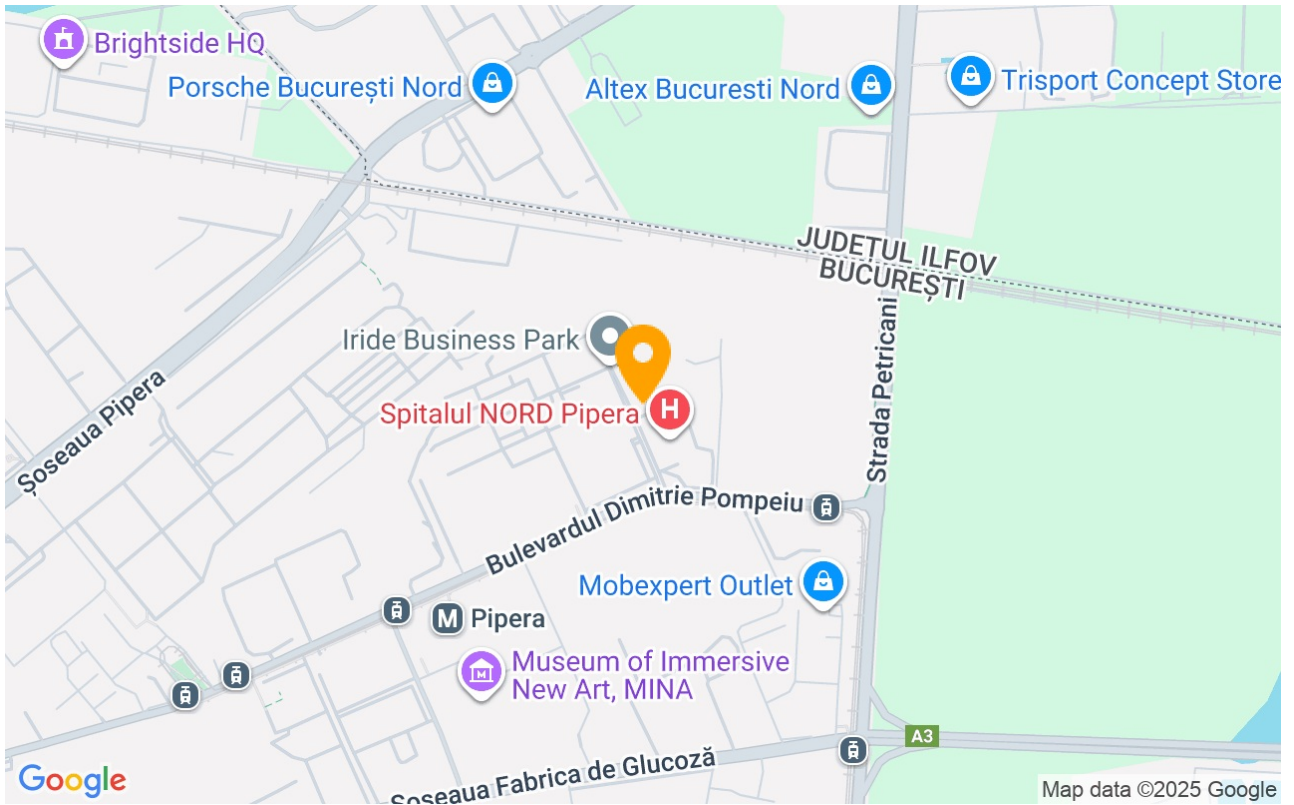 Brightside HQ
Porsche București Nord
Altex Bucuresti Nord
Trisport Concept Store
JUDEȚUL ILFOV
BUCUREȘTI
Iride Business Park
Strada Petricani
Șoseaua Pipera
Spitalul NORD Pipera
H
Bulevardul Dimitrie Pompeiu
Mobexpert Outlet
M Pipera
Museum of Immersive
New Art, MINA
A3
Șoseaua Fabrica de Glucoză
Google
Map data ©2025 Google